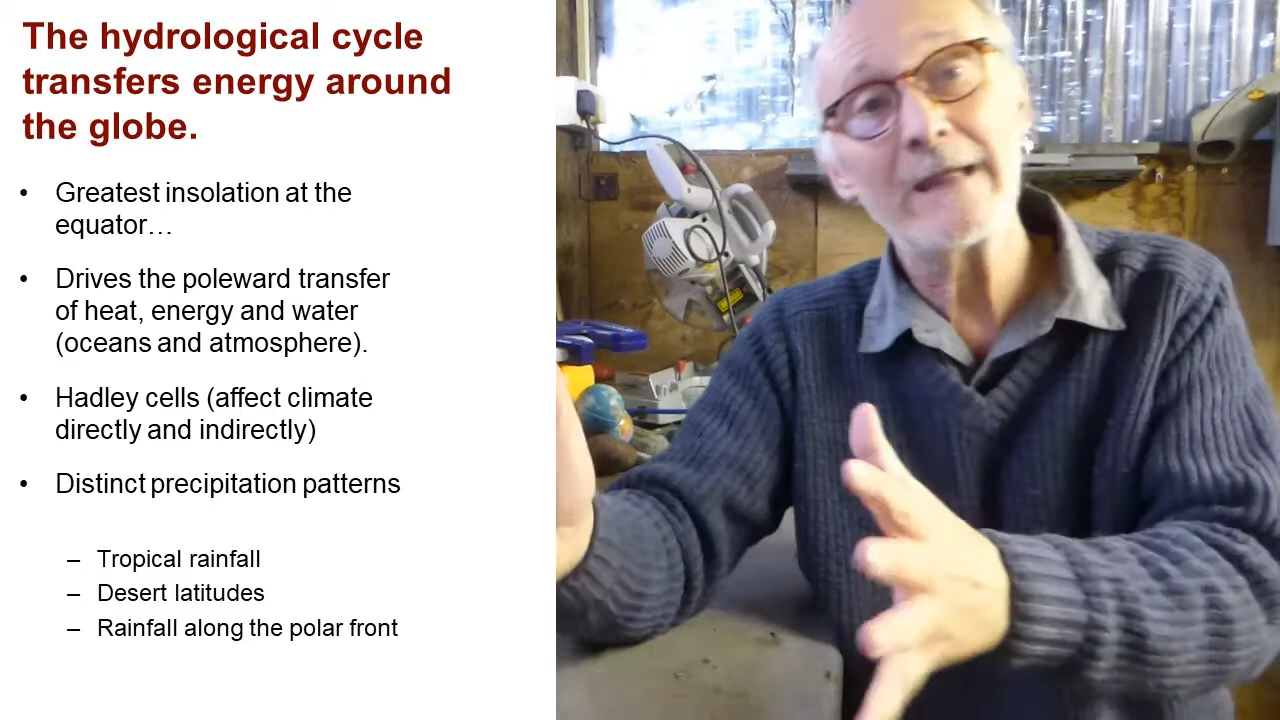 The hydrological cycle
transfers energy around
the globe.
• Greatest insolation at the
equator…
• Drives the poleward transfer
of heat, energy and water
(oceans and atmosphere).
• Hadley cells (affect climate
directly and indirectly)
• Distinct precipitation patterns
– Tropical rainfall
– Desert latitudes
– Rainfall along the polar front